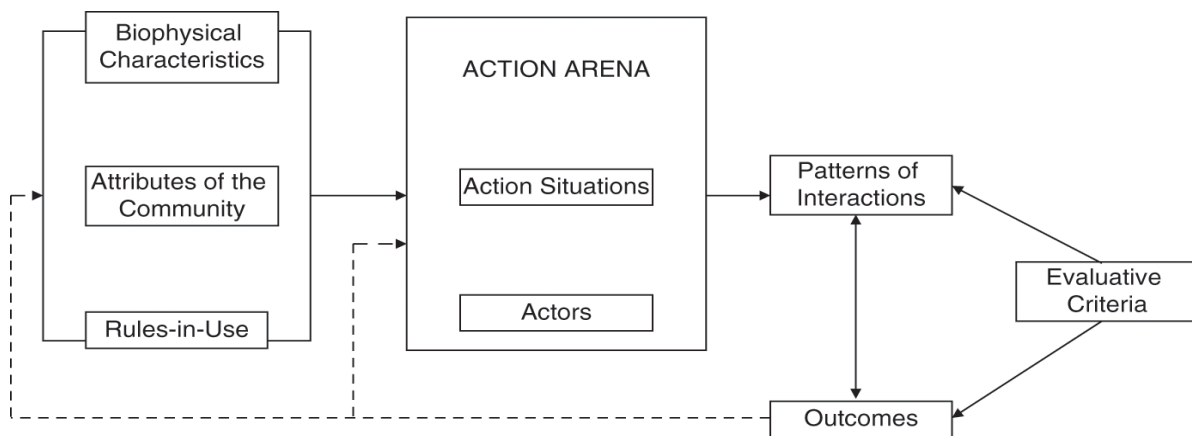 Biophysical
Characteristics
Attributes of the
Community
Rules-in-Use
ACTION ARENA
Action Situations
Actors
Patterns of
Interactions
Outcomes
Evaluative
Criteria